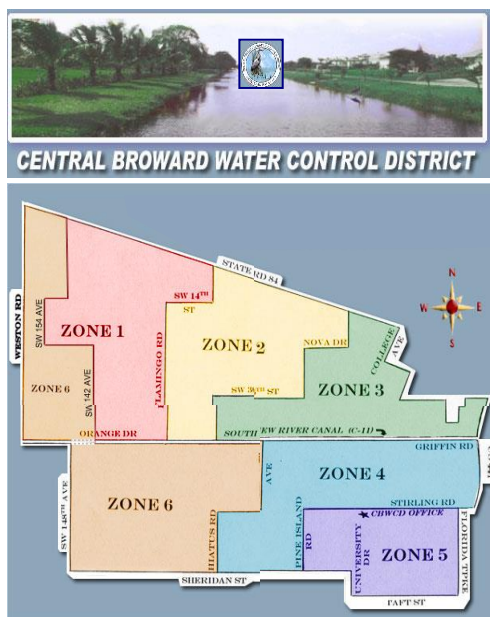 CENTRAL BROWARD WATER CONTROL DISTRICT
STATE RD 84
N
W
E
S
WESTON RD
SW 154 AVE
ZONE 1
SW 14TH
ST
ZONE 2
NOVA DR
COLLEGE
AVE
ZONE 6
SW 142 AVE
FLAMINGO RD
SW 36TH ST
ZONE 3
ORANGE DR
SOUTH EW RIVER CANAL (C-11)
GRIFFIN RD
SW 148TH AVE
ZONE 6
AVE
HIATUS RD
ZONE 4
STIRLING RD
PINE ISLAND
RD
CBWCD OFFICE
UNIVERSITY
DR
ZONE 5
FLORIDA TPKE
SHERIDAN ST
TAFT ST